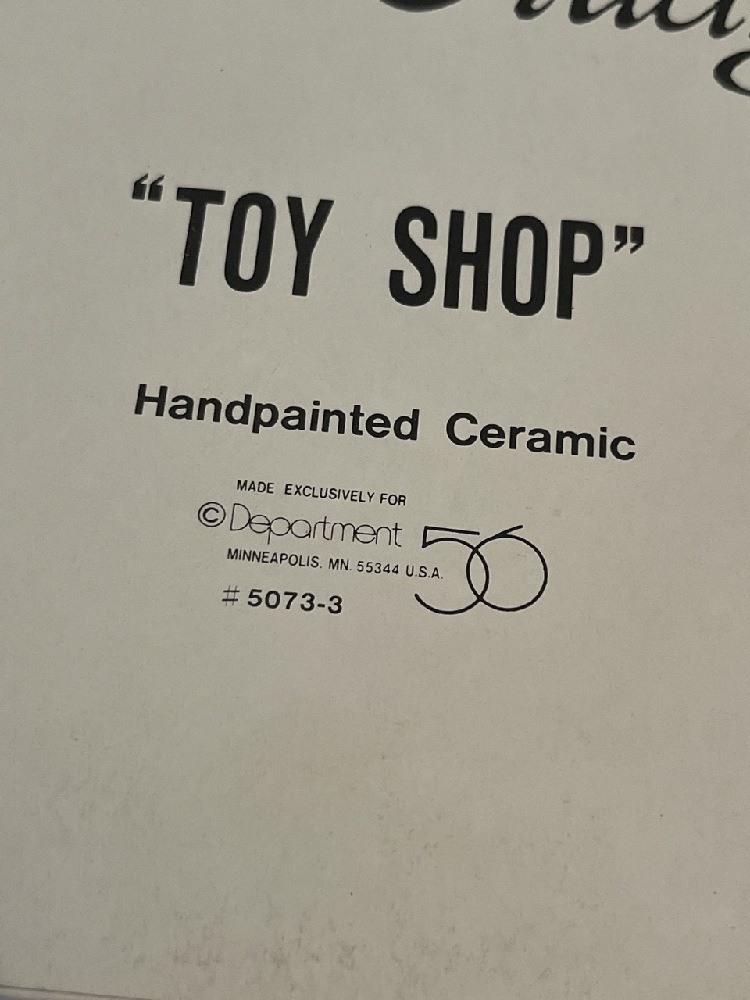 "TOY SHOP"
Handpainted Ceramic
MADE EXCLUSIVELY FOR
© Department 56
MINNEAPOLIS, MN. 55344 U.S.A.
# 5073-3